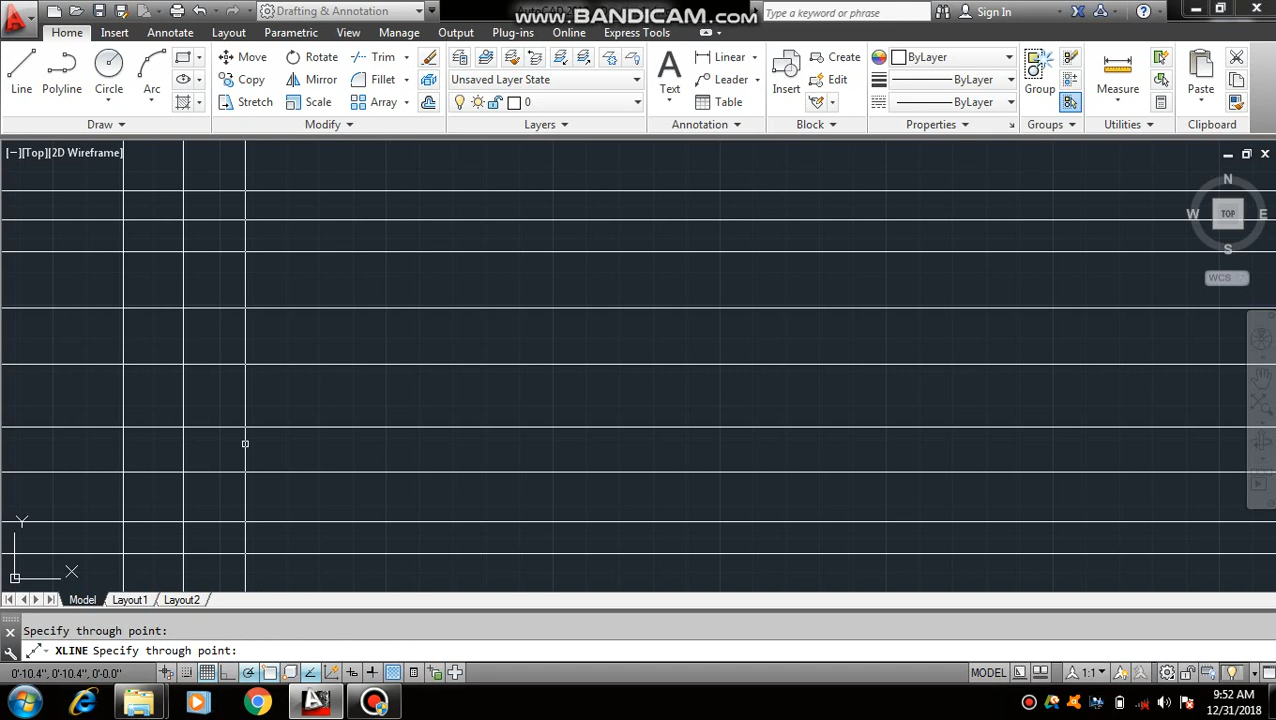 Drafting & Annotation
www.BANDICAM.com
Type a keyword or phrase
Sign In
Home Insert Annotate Layout Parametric View Manage Output Plug-ins Online Express Tools
Line
Polyline
Circle
Arc
Draw
Move Rotate Trim
Copy Mirror Fillet
Stretch Scale Array
Modify
Unsaved Layer State
0
Layers
Text
Linear
Leader
Table
Annotation
Insert
Create
Edit
Block
ByLayer
ByLayer
ByLayer
Properties
Group
Groups
Measure
Utilities
Paste
Clipboard
[−][Top][2D Wireframe]
N
W TOP E
S
WCS
Y
X
Model Layout1 Layout2
Specify through point:
XLINE Specify through point:
0'-10.4", 0'-10.4", 0'-0.0"
MODEL
1:1
9:52 AM
12/31/2018